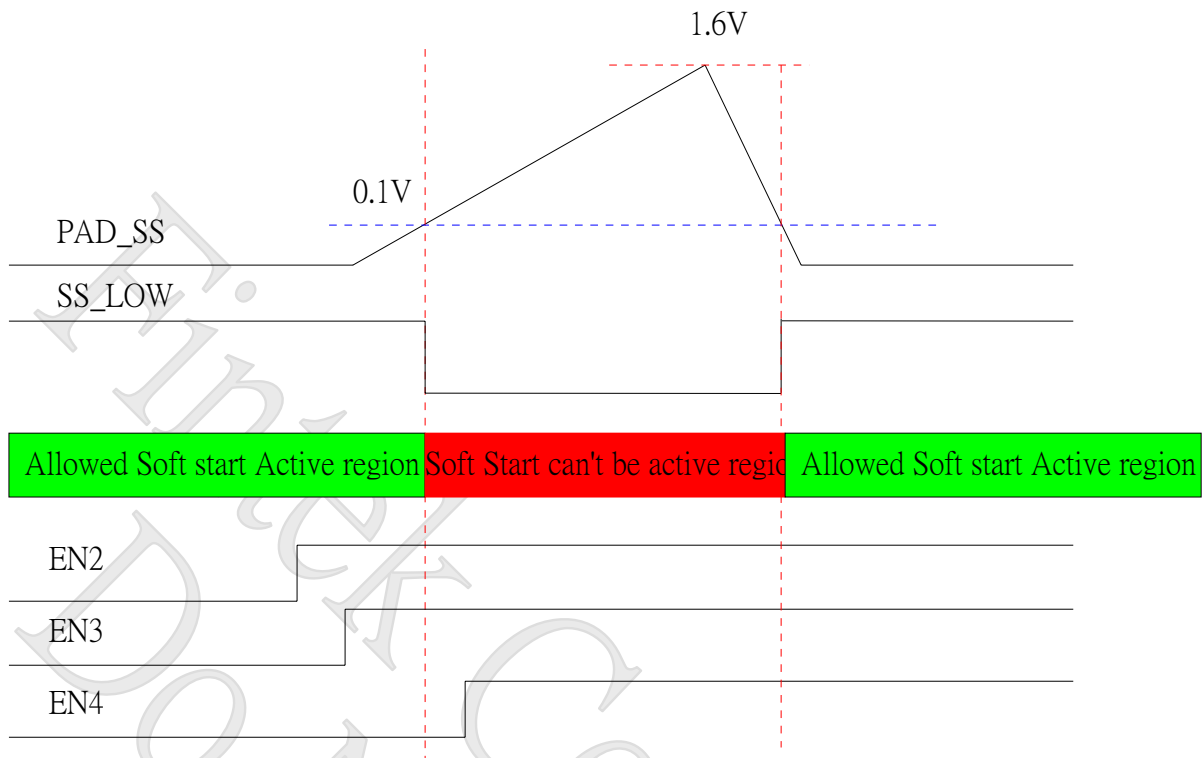 1.6V
0.1V
PAD_SS
SS_LOW
Allowed Soft start Active region
Soft Start can't be active regio
Allowed Soft start Active region
EN2
EN3
EN4
Fintek